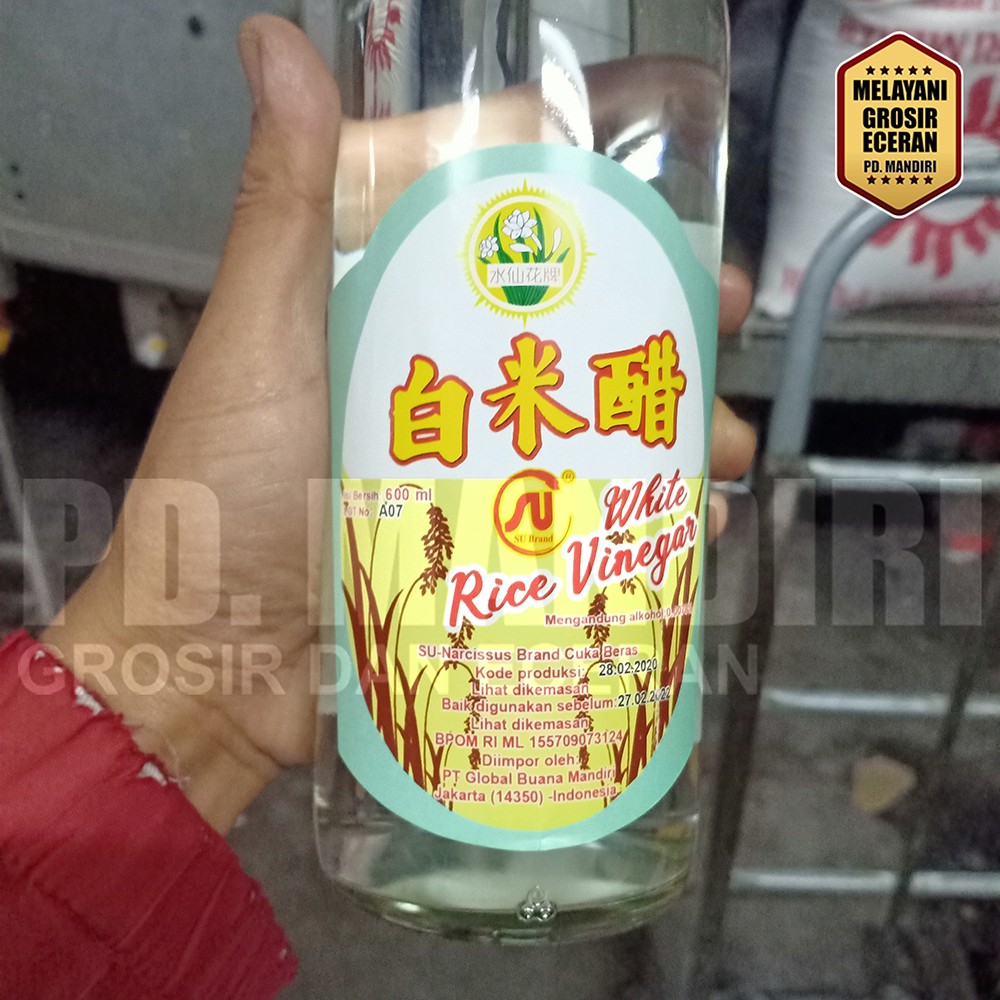 MELAYANI
GROSIR
ECERAN
PD. MANDIRI
水仙花牌
白米醋
Bersih 600 ml
No: A07
SU Brand
®
White
Rice Vinegar
Mengandung alkohol
SU-Narcissus Brand Cuka Beras
Kode produksi: 28.02.2020
Lihat dikemasan
Baik digunakan sebelum: 27.02.2022
Lihat dikemasan
BPOM RI ML 155709073124
Diimpor oleh:
PT Global Buana Mandiri
Jakarta (14350) -Indonesia
PD. MANDIRI
GROSIR DAN ECERAN